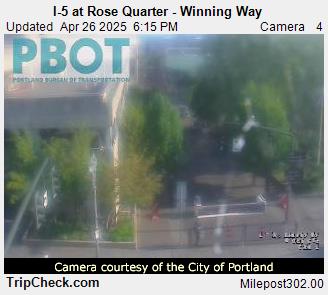 I-5 at Rose Quarter - Winning Way
Updated Apr 26 2025 6:15 PM Camera 4
PBOT
PORTLAND BUREAU OF TRANSPORTATION
Camera courtesy of the City of Portland
TripCheck.com Milepost302.00